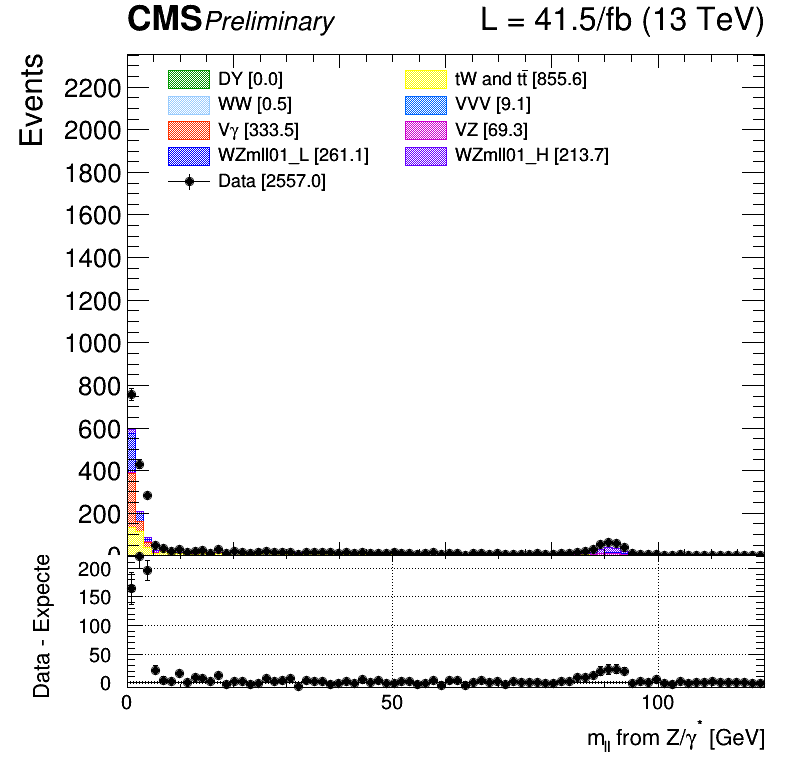 CMS Preliminary L = 41.5/fb (13 TeV)
Events
DY [0.0] tW and tt̄ [855.6]
WW [0.5] VVV [9.1]
Vγ [333.5] VZ [69.3]
WZmll01_L [261.1] WZmll01_H [213.7]
Data [2557.0]
2200
2000
1800
1600
1400
1200
1000
800
600
400
200
0
Data - Expecte
200
150
100
50
0
0 50 100
m_ll from Z/γ* [GeV]